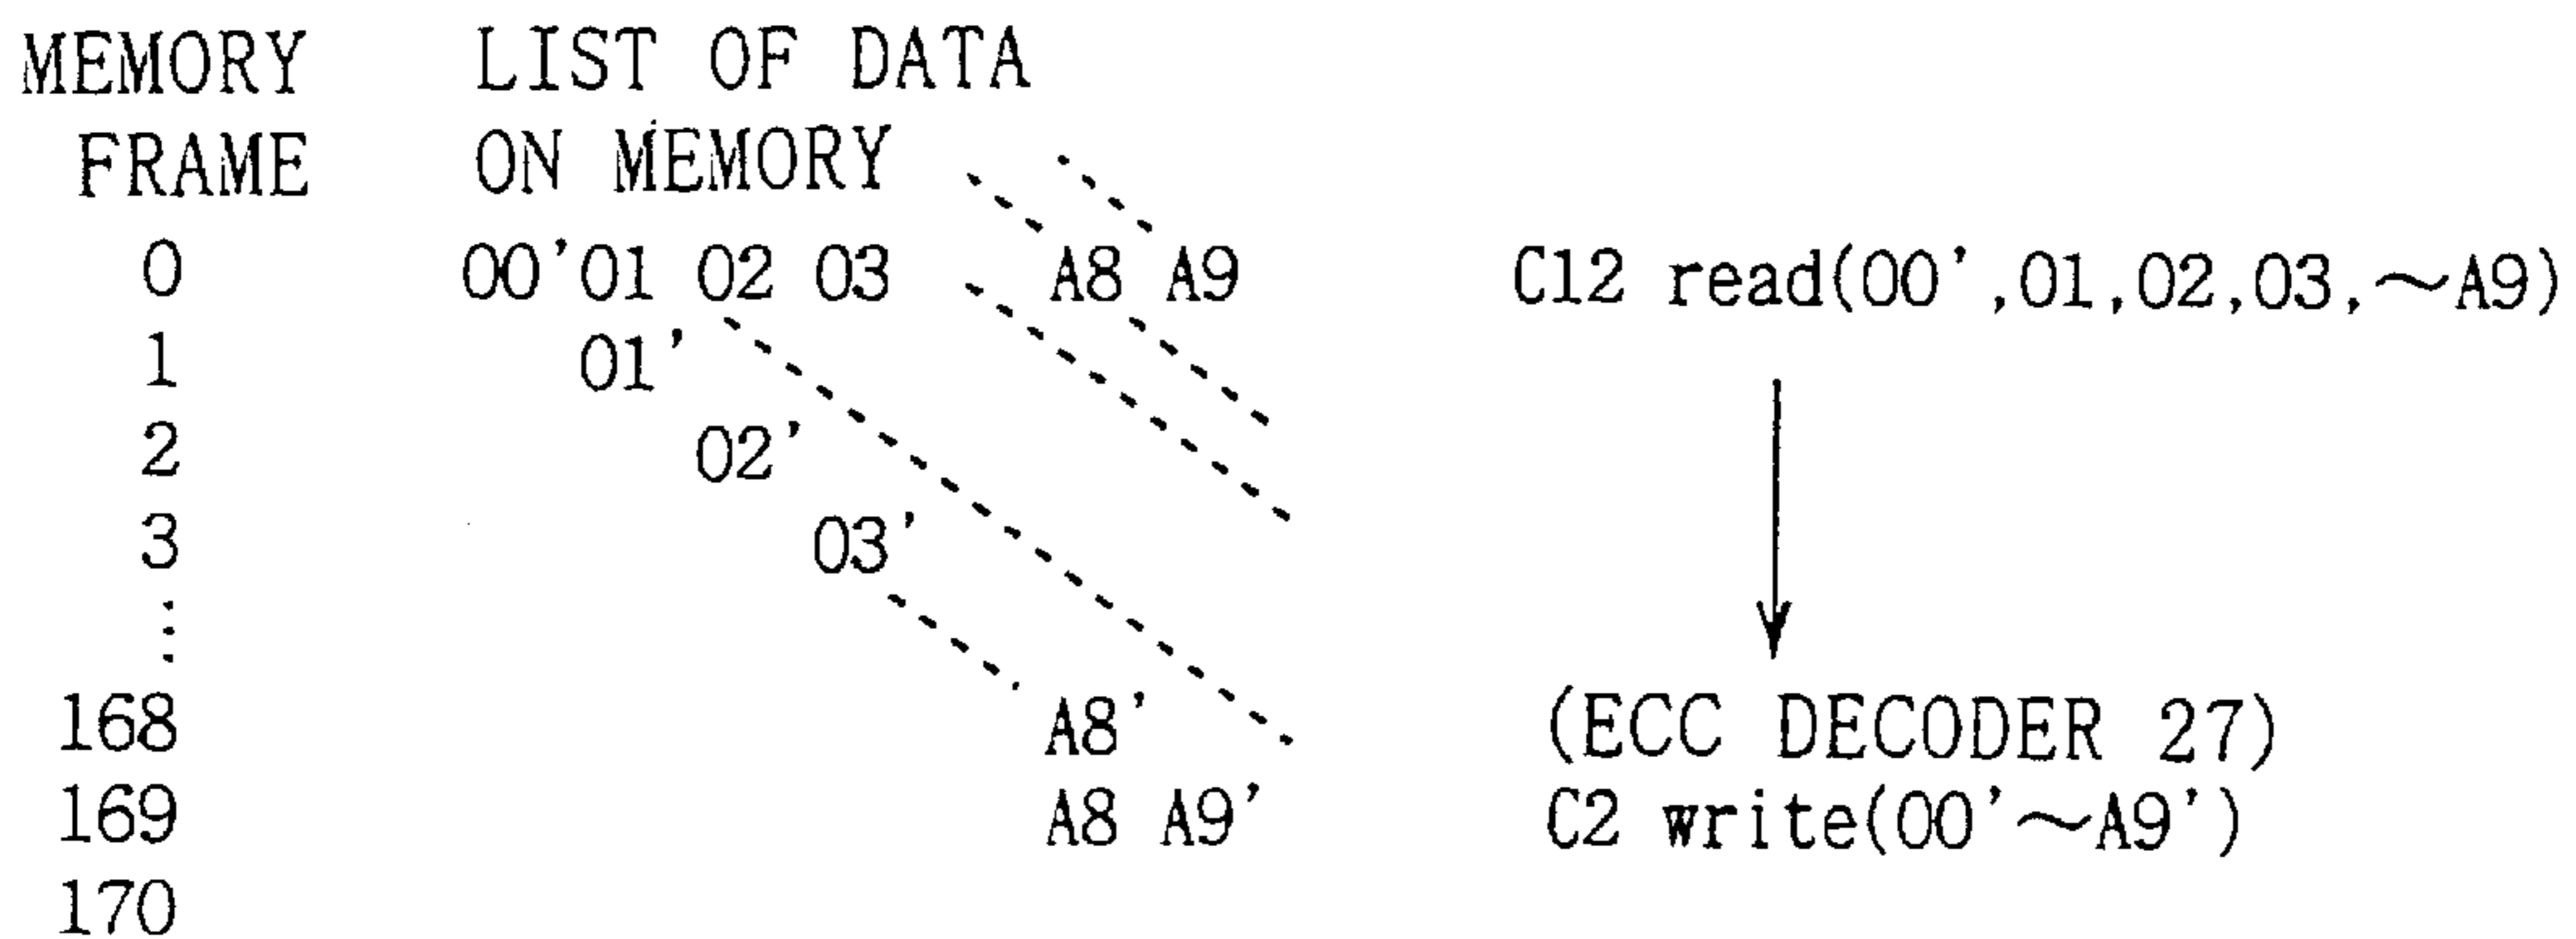 MEMORY LIST OF DATA
FRAME ON MEMORY
0 00'01 02 03 A8 A9 C12 read(00',01,02,03,~A9)
1 01'
2 02'
3 03'
⋮
168 A8' (ECC DECODER 27)
169 A8 A9' C2 write(00'~A9')
170